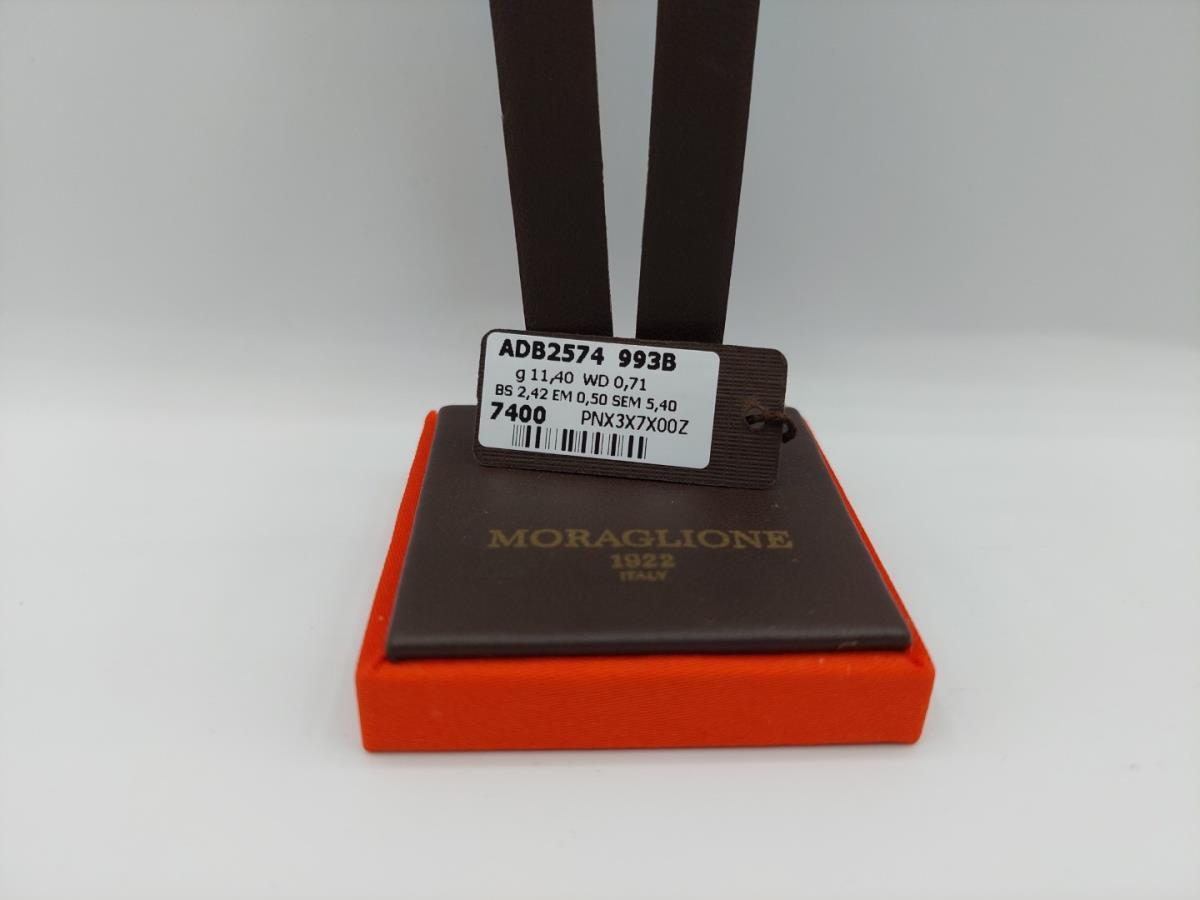 ADB2574 993B
g 11,40 WD 0,71
BS 2,42 EM 0,50 SEM 5,40
7400 PNX3X7X00Z
MORAGLIONE
1922
ITALY